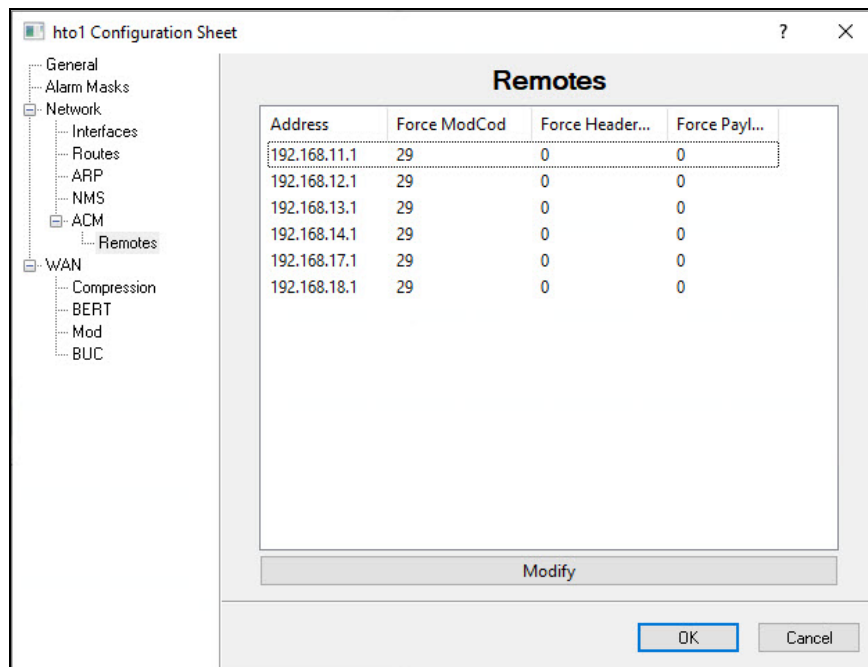 hto1 Configuration Sheet
?
General
Alarm Masks
Network
Interfaces
Routes
ARP
NMS
ACM
Remotes
WAN
Compression
BERT
Mod
BUC
Remotes
Address Force ModCod Force Header... Force Payl...
192.168.11.1 29 0 0
192.168.12.1 29 0 0
192.168.13.1 29 0 0
192.168.14.1 29 0 0
192.168.17.1 29 0 0
192.168.18.1 29 0 0
Modify
OK Cancel